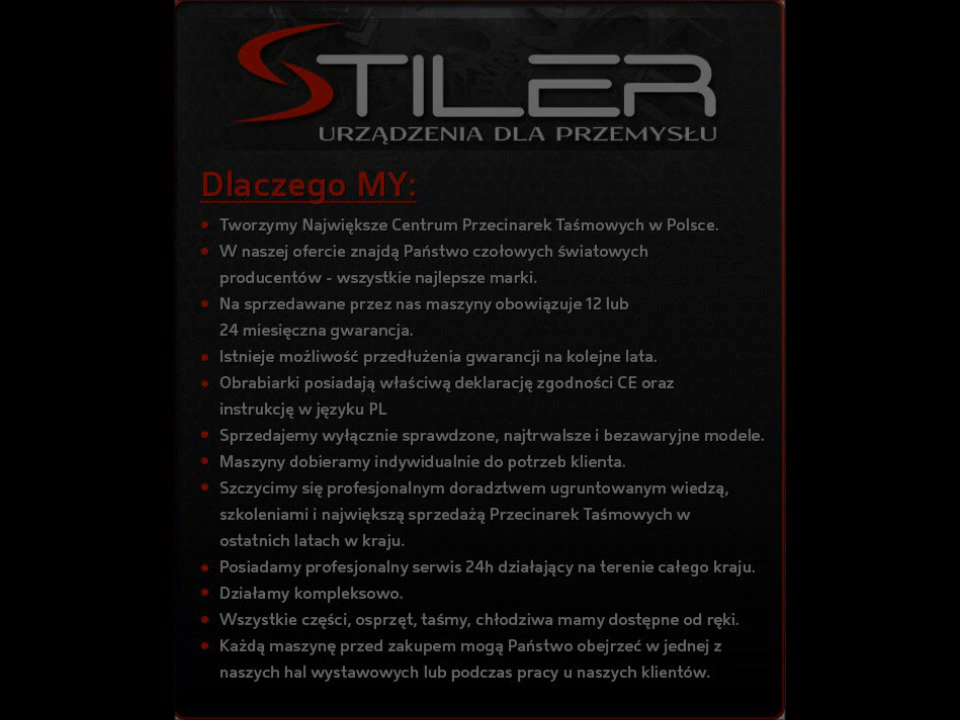 STILER
URZĄDZENIA DLA PRZEMYSŁU
Dlaczego MY:
• Tworzymy Największe Centrum Przecinarek Taśmowych w Polsce.
• W naszej ofercie znajdą Państwo czołowych światowych
producentów - wszystkie najlepsze marki.
• Na sprzedawane przez nas maszyny obowiązuje 12 lub
24 miesięczna gwarancja.
• Istnieje możliwość przedłużenia gwarancji na kolejne lata.
• Obrabiarki posiadają właściwą deklarację zgodności CE oraz
instrukcję w języku PL
• Sprzedajemy wyłącznie sprawdzone, najtrwalsze i bezawaryjne modele.
• Maszyny dobieramy indywidualnie do potrzeb klienta.
• Szczycimy się profesjonalnym doradztwem ugruntowanym wiedzą,
szkoleniami i największą sprzedażą Przecinarek Taśmowych w
ostatnich latach w kraju.
• Posiadamy profesjonalny serwis 24h działający na terenie całego kraju.
• Działamy kompleksowo.
• Wszystkie części, osprzęt, taśmy, chłodziwa mamy dostępne od ręki.
• Każdą maszynę przed zakupem mogą Państwo obejrzeć w jednej z
naszych hal wystawowych lub podczas pracy u naszych klientów.